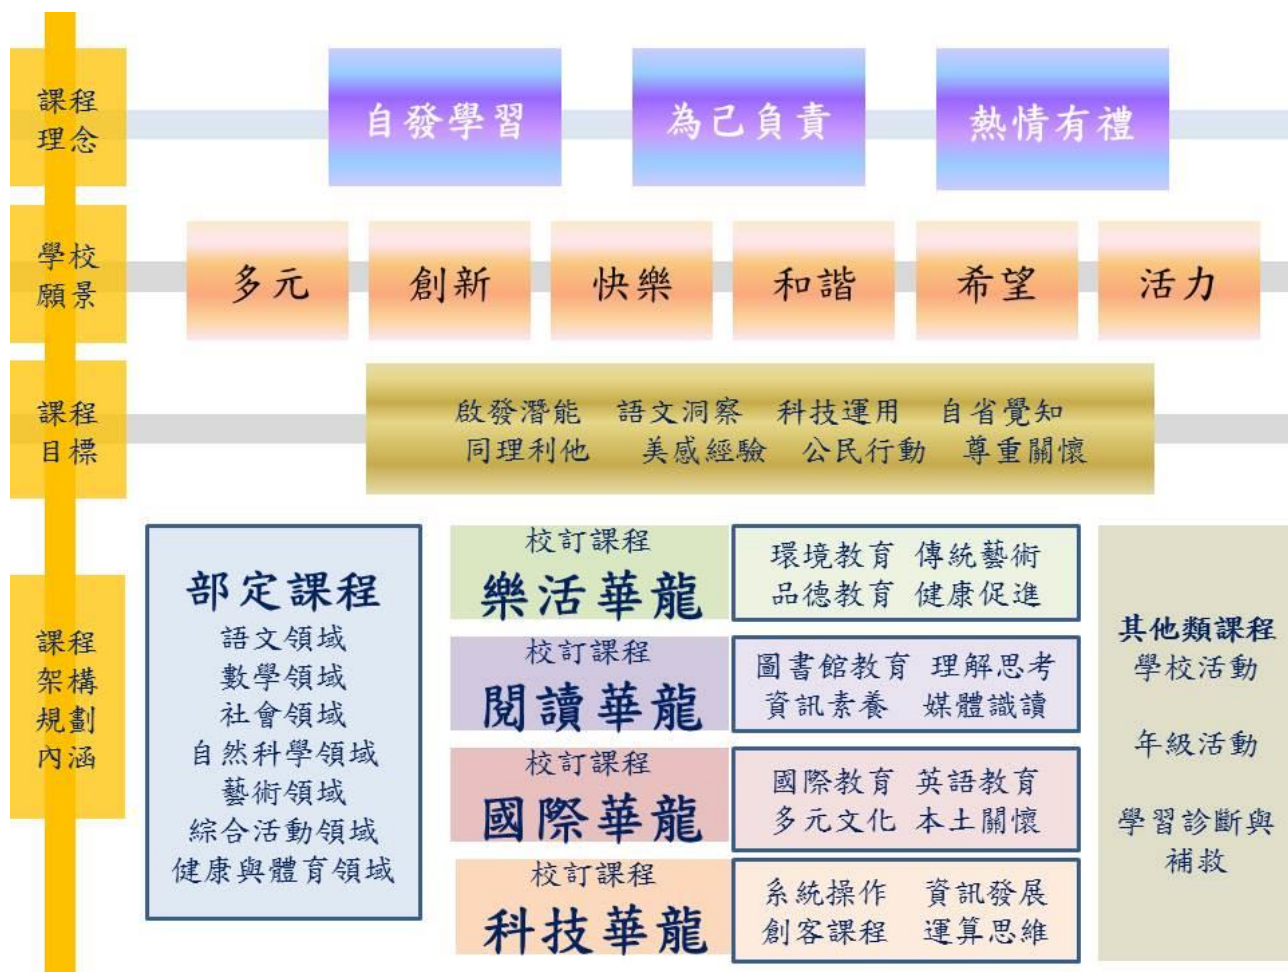 課程
理念
自發學習
為己負責
熱情有禮
學校
願景
多元
創新
快樂
和諧
希望
活力
課程
目標
啟發潛能 語文洞察 科技運用 自省覺知
同理利他 美感經驗 公民行動 尊重關懷
課程
架構
規劃
內涵
部定課程
語文領域
數學領域
社會領域
自然科學領域
藝術領域
綜合活動領域
健康與體育領域
校訂課程
樂活華龍
環境教育 傳統藝術
品德教育 健康促進
校訂課程
閱讀華龍
圖書館教育 理解思考
資訊素養 媒體識讀
校訂課程
國際華龍
國際教育 英語教育
多元文化 本土關懷
校訂課程
科技華龍
系統操作 資訊發展
創客課程 運算思維
其他類課程
學校活動
年級活動
學習診斷與
補救